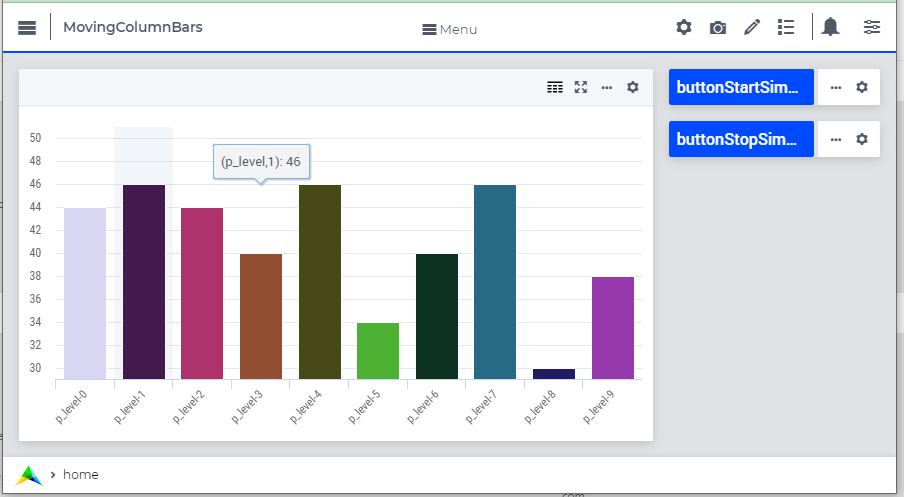 MovingColumnBars
Menu
buttonStartSim...
buttonStopSim...
(p_level,1): 46
50
48
46
44
42
40
38
36
34
32
30
p_level-0
p_level-1
p_level-2
p_level-3
p_level-4
p_level-5
p_level-6
p_level-7
p_level-8
p_level-9
home